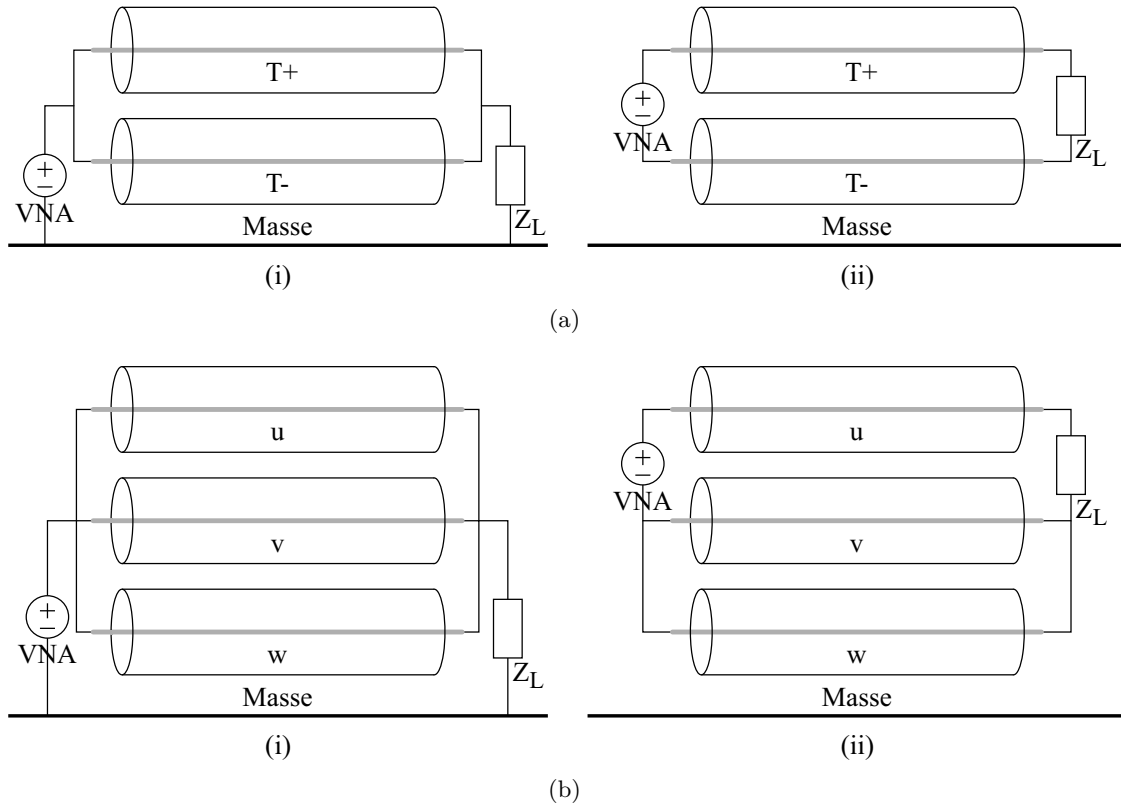 T+
T-
VNA
Z_L
Masse
(i)
T+
VNA
T-
Z_L
Masse
(ii)
(a)
u
v
VNA
w
Z_L
Masse
(i)
u
VNA
v
Z_L
w
Masse
(ii)
(b)